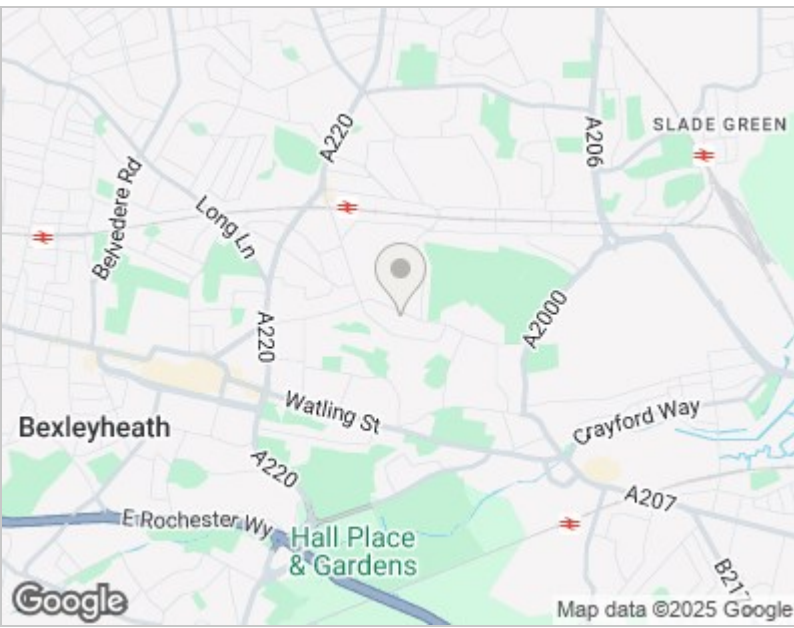 A220
A206
SLADE GREEN
Belvedere Rd
Long Ln
A2000
A220
Watling St
Crayford Way
Bexleyheath
A220
A207
E Rochester Wy
Hall Place
& Gardens
Google
Map data ©2025 Google